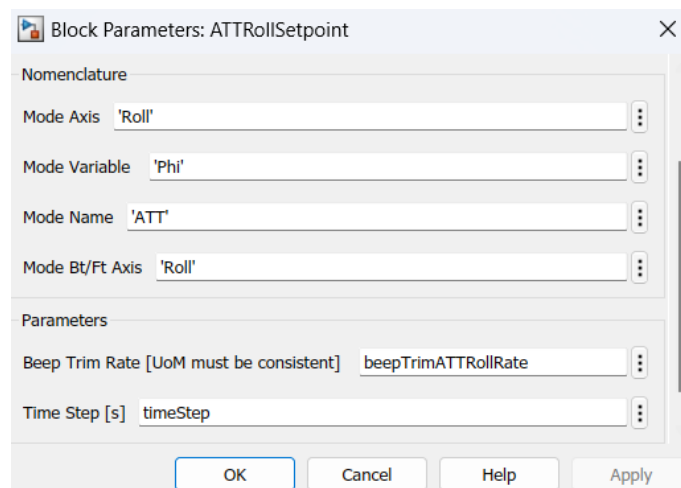 Block Parameters: ATTRollSetpoint
Nomenclature
Mode Axis 'Roll'
Mode Variable 'Phi'
Mode Name 'ATT'
Mode Bt/Ft Axis 'Roll'
Parameters
Beep Trim Rate [UoM must be consistent] beepTrimATTRollRate
Time Step [s] timeStep
OK Cancel Help Apply